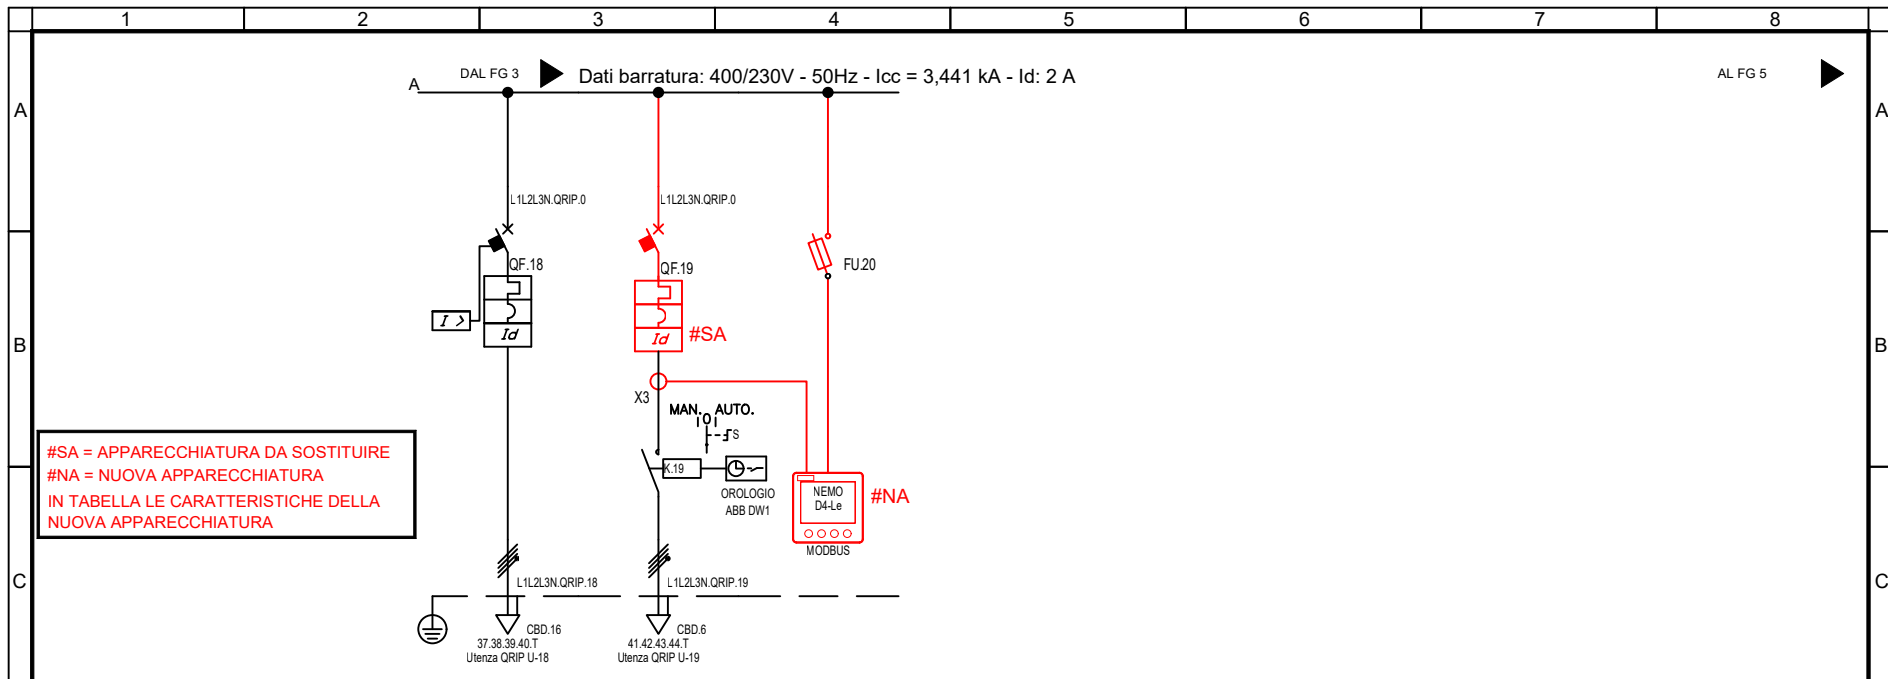 1 2 3 4 5 6 7 8
DAL FG 3
Dati barratura: 400/230V - 50Hz - Icc = 3,441 kA - Id: 2 A
AL FG 5
A
A
A
L1L2L3N.QRIP.0
L1L2L3N.QRIP.0
QF.18
QF.19
FU.20
I >
Id
Id
#SA
B
B
X3
MAN. 0 AUTO.
S
K.19
OROLOGIO
ABB DW1
NEMO
D4-Le
#NA
MODBUS
#SA = APPARECCHIATURA DA SOSTITUIRE
#NA = NUOVA APPARECCHIATURA
IN TABELLA LE CARATTERISTICHE DELLA
NUOVA APPARECCHIATURA
C
C
L1L2L3N.QRIP.18
L1L2L3N.QRIP.19
CBD.16
37.38.39.40.T
Utenza QRIP U-18
CBD.6
41.42.43.44.T
Utenza QRIP U-19